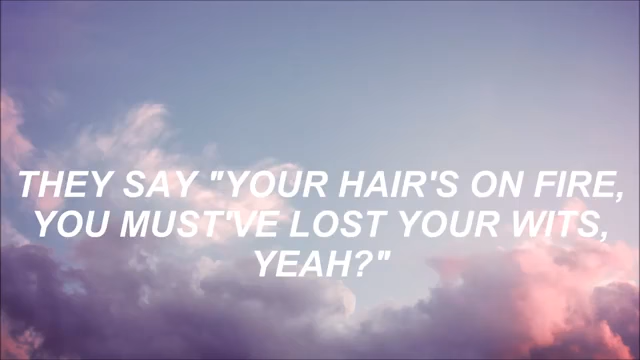 THEY SAY "YOUR HAIR'S ON FIRE,
YOU MUST'VE LOST YOUR WITS,
YEAH?"